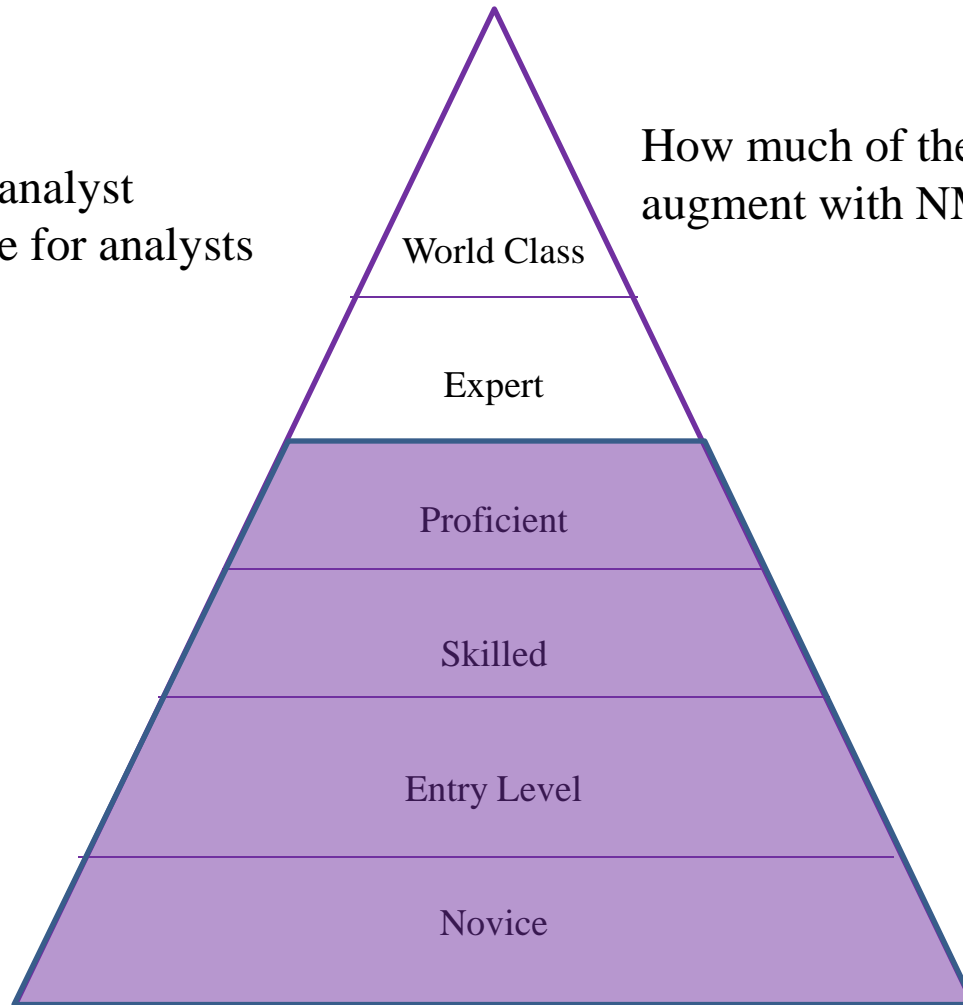 analyst
e for analysts
How much of the
augment with NM
World Class
Expert
Proficient
Skilled
Entry Level
Novice